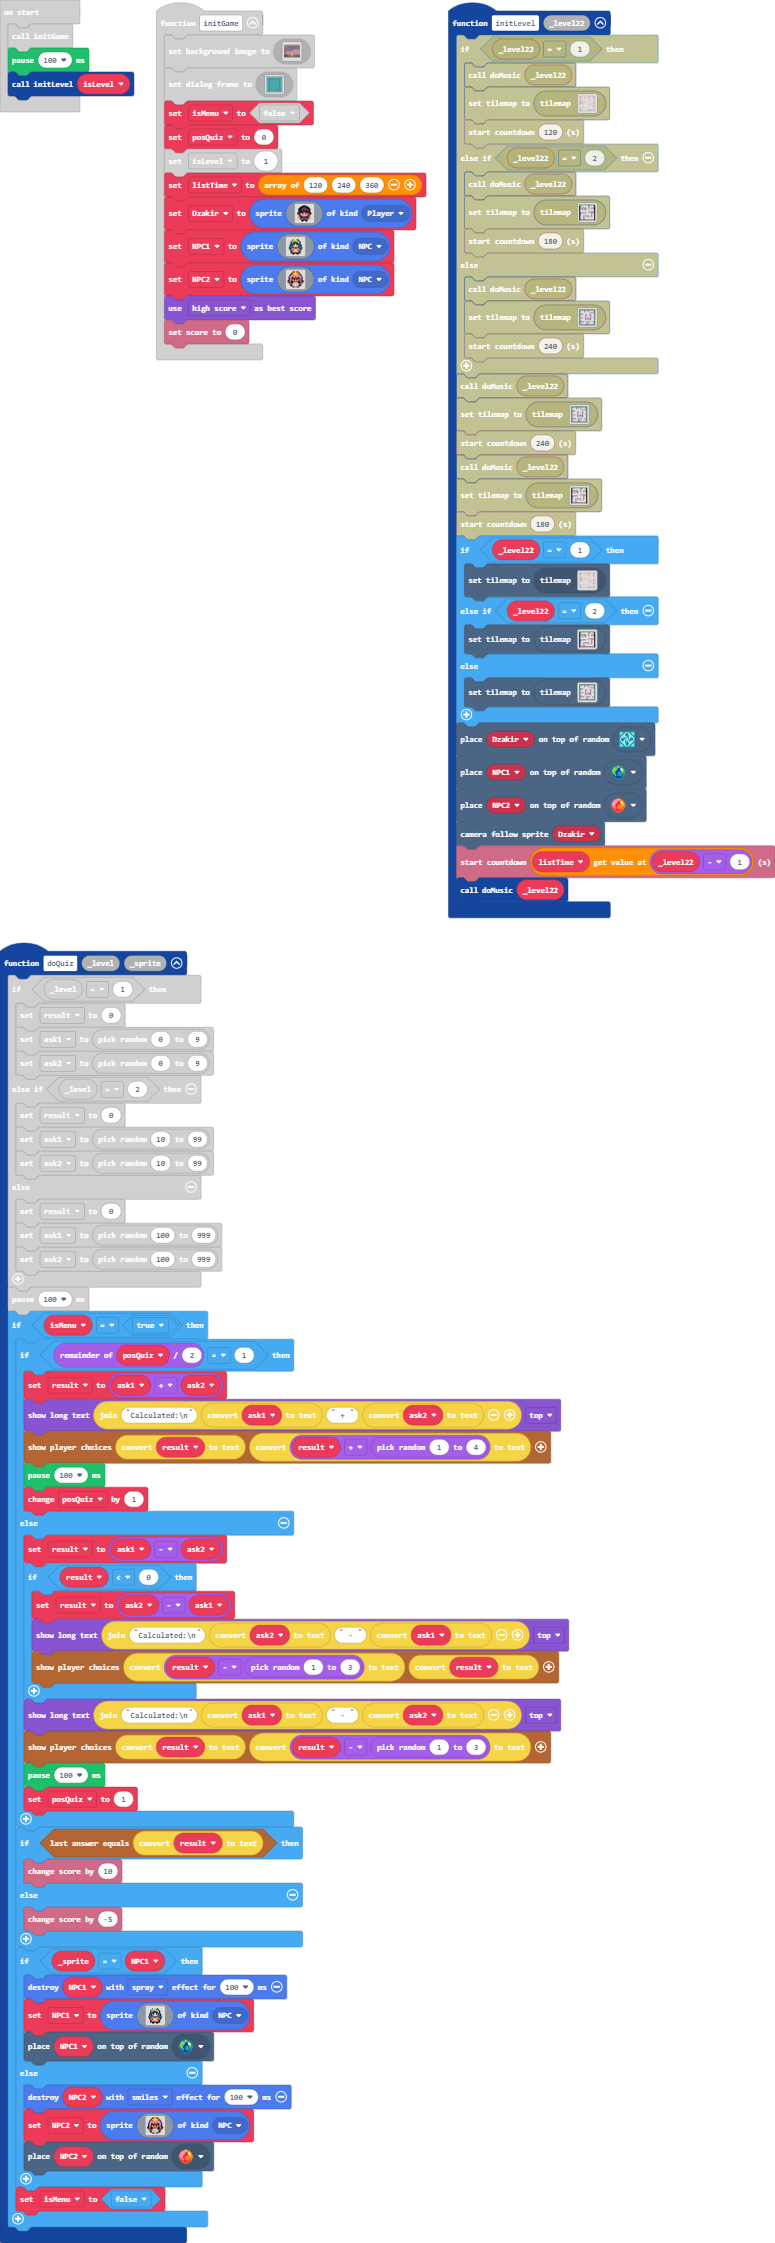 on start
call initGame
pause 100 ms
call initLevel isLevel
function initGame
set background image to
set dialog frame to
set isMenu to false
set posQuiz to 0
set isLevel to 1
set listTime to array of 120 240 360
set Dzakir to sprite of kind Player
set NPC1 to sprite of kind NPC
set NPC2 to sprite of kind NPC
use high score as best score
set score to 0
function initLevel _level22
if _level22 = 1 then
call doMusic _level22
set tilemap to tilemap
start countdown 120 (s)
else if _level22 = 2 then
call doMusic _level22
set tilemap to tilemap
start countdown 180 (s)
else
call doMusic _level22
set tilemap to tilemap
start countdown 240 (s)
call doMusic _level22
set tilemap to tilemap
start countdown 240 (s)
call doMusic _level22
set tilemap to tilemap
start countdown 180 (s)
if _level22 = 1 then
set tilemap to tilemap
else if _level22 = 2 then
set tilemap to tilemap
else
set tilemap to tilemap
place Dzakir on top of random
place NPC1 on top of random
place NPC2 on top of random
camera follow sprite Dzakir
start countdown listTime get value at _level22 - 1 (s)
call doMusic _level22
function doQuiz _level _sprite
if _level = 1 then
set result to 0
set ask1 to pick random 0 to 9
set ask2 to pick random 0 to 9
else if _level = 2 then
set result to 0
set ask1 to pick random 10 to 99
set ask2 to pick random 10 to 99
else
set result to 0
set ask1 to pick random 100 to 999
set ask2 to pick random 100 to 999
pause 100 ms
if isMenu = true then
if remainder of posQuiz / 2 = 1 then
set result to ask1 + ask2
show long text join "Calculated:\n" convert ask1 to text " + " convert ask2 to text top
show player choices convert result to text convert result + pick random 1 to 4 to text
pause 100 ms
change posQuiz by 1
else
set result to ask1 - ask2
if result < 0 then
set result to ask2 - ask1
show long text join "Calculated:\n" convert ask2 to text " - " convert ask1 to text top
show player choices convert result - pick random 1 to 3 to text convert result to text
show long text join "Calculated:\n" convert ask1 to text " - " convert ask2 to text top
show player choices convert result to text convert result - pick random 1 to 3 to text
pause 100 ms
set posQuiz to 1
if last answer equals convert result to text then
change score by 10
else
change score by -5
if _sprite = NPC1 then
destroy NPC1 with spray effect for 100 ms
set NPC1 to sprite of kind NPC
place NPC1 on top of random
else
destroy NPC2 with smiles effect for 100 ms
set NPC2 to sprite of kind NPC
place NPC2 on top of random
set isMenu to false